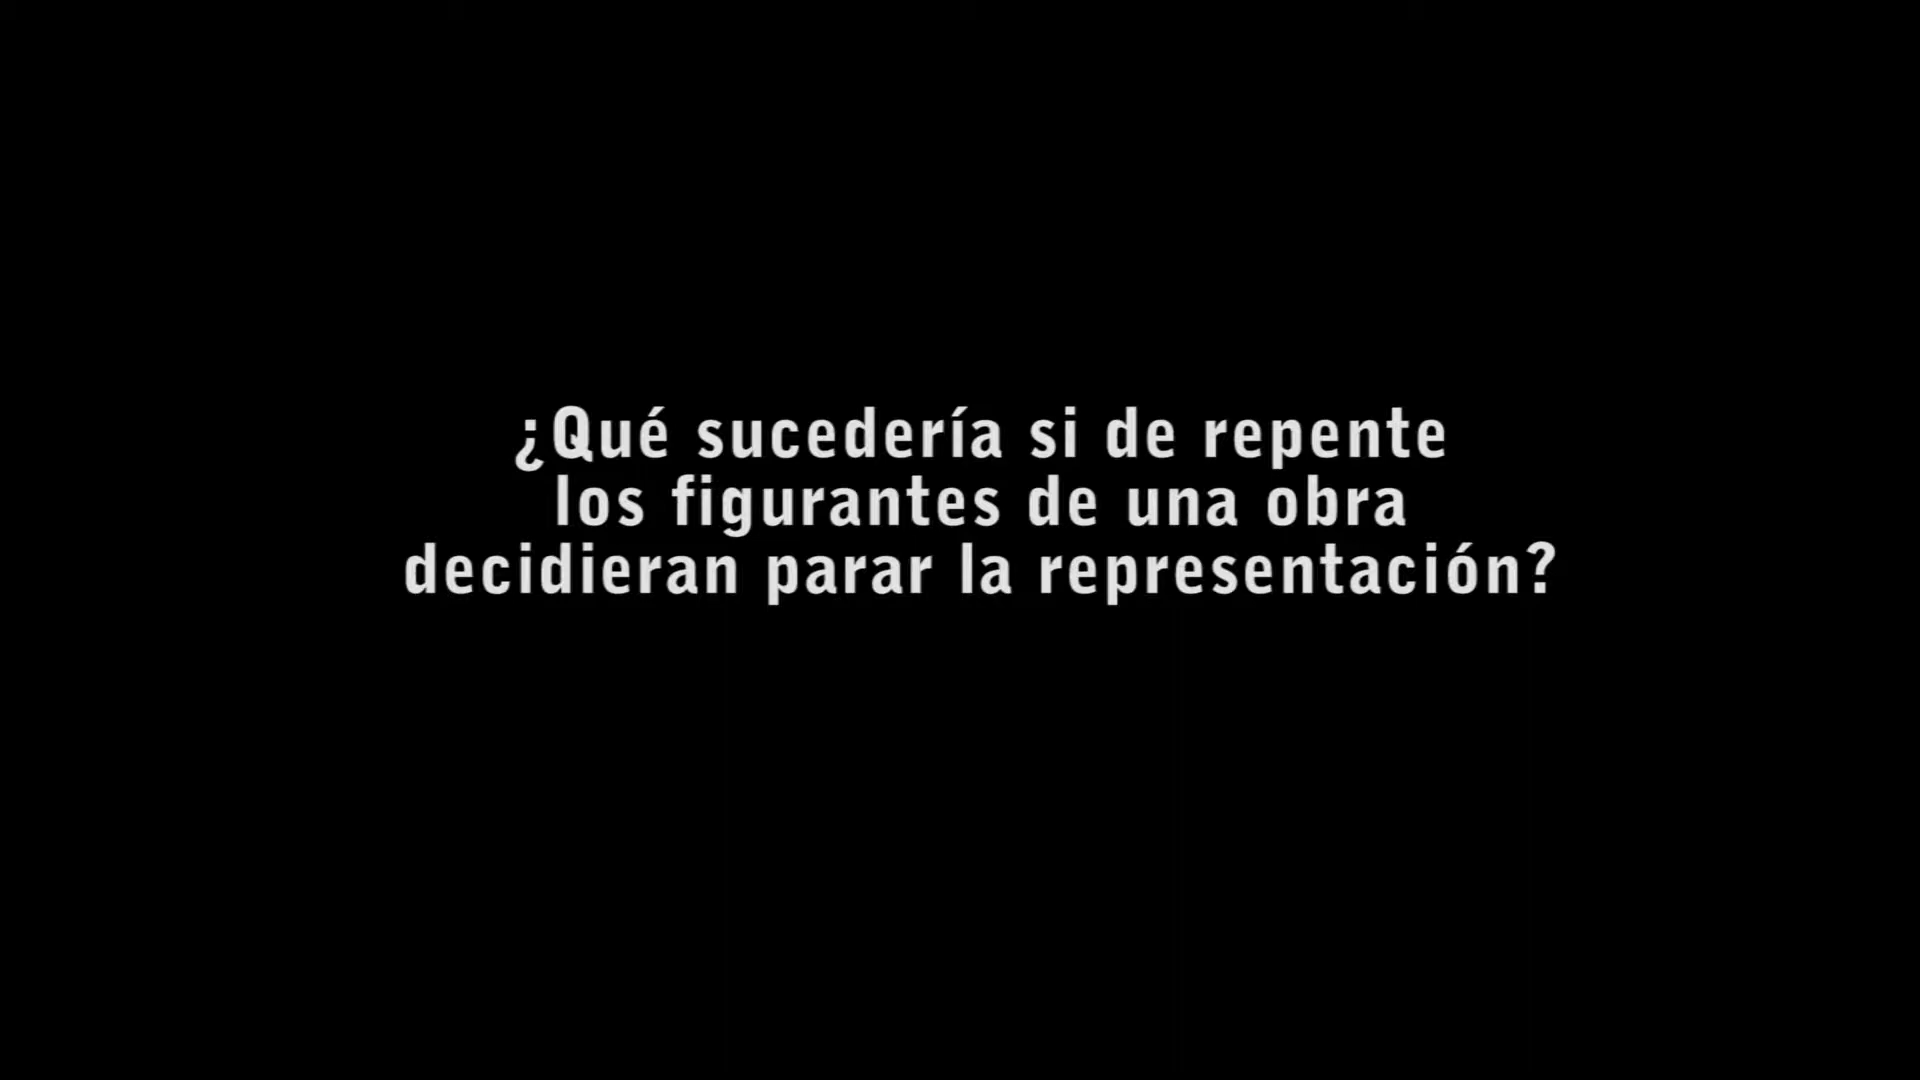 ¿Qué sucedería si de repente
los figurantes de una obra
decidieran parar la representación?